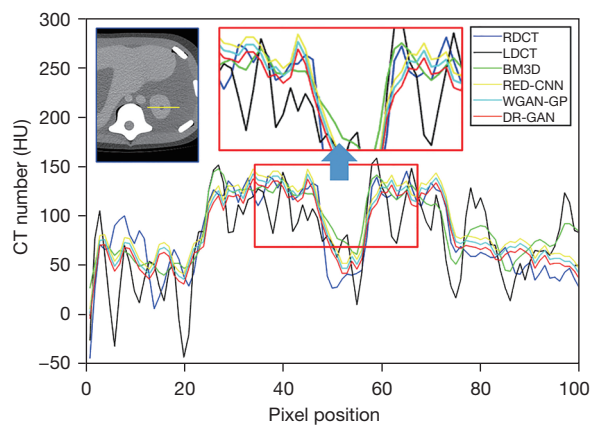 300
250
200
150
100
50
0
−50
CT number (HU)
RDCT
LDCT
BM3D
RED-CNN
WGAN-GP
DR-GAN
0 20 40 60 80 100
Pixel position